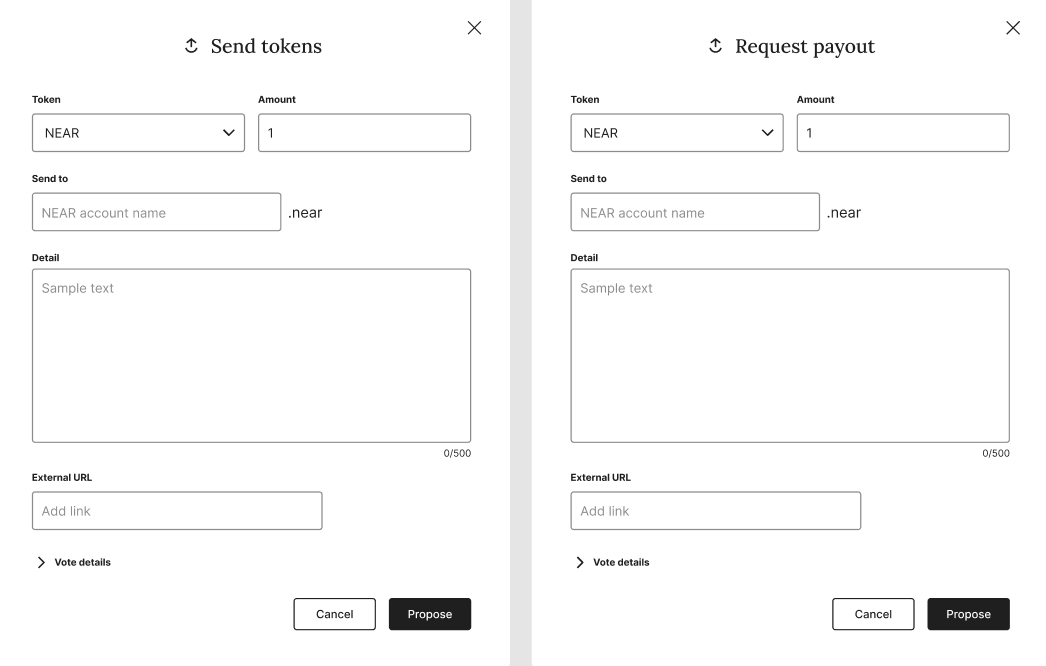 Send tokens
Token Amount
NEAR 1
Send to
NEAR account name .near
Detail
Sample text
0/500
External URL
Add link
Vote details
Cancel Propose
Request payout
Token Amount
NEAR 1
Send to
NEAR account name .near
Detail
Sample text
0/500
External URL
Add link
Vote details
Cancel Propose